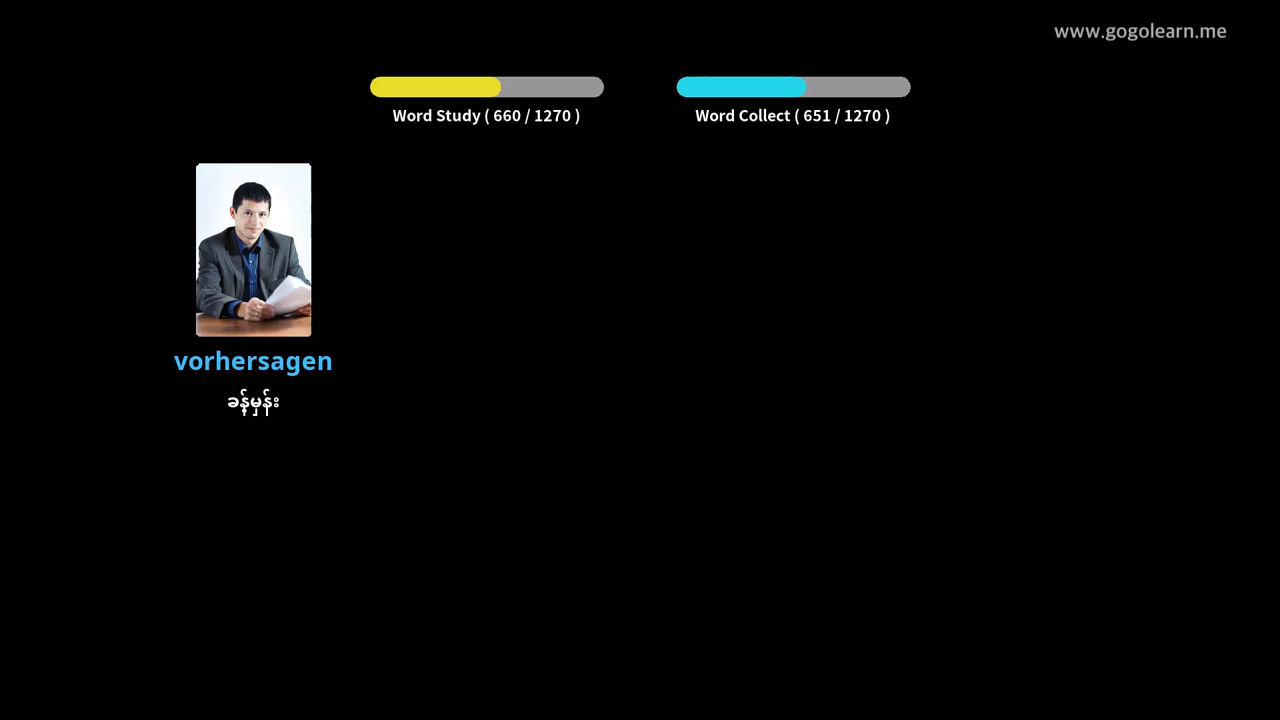 www.gogolearn.me
Word Study ( 660 / 1270 )
Word Collect ( 651 / 1270 )
vorhersagen
ခန့်မှန်း